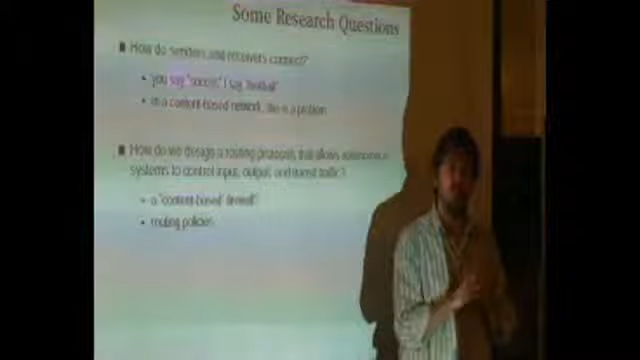 Some Research Questions
How do senders and receivers connect?
you say "soccer," I say "football"
in a content-based network, this is a problem
How do we design a routing protocol that allows autonomous
systems to control input, output, and transit traffic?
a "content-based" firewall?
routing policies